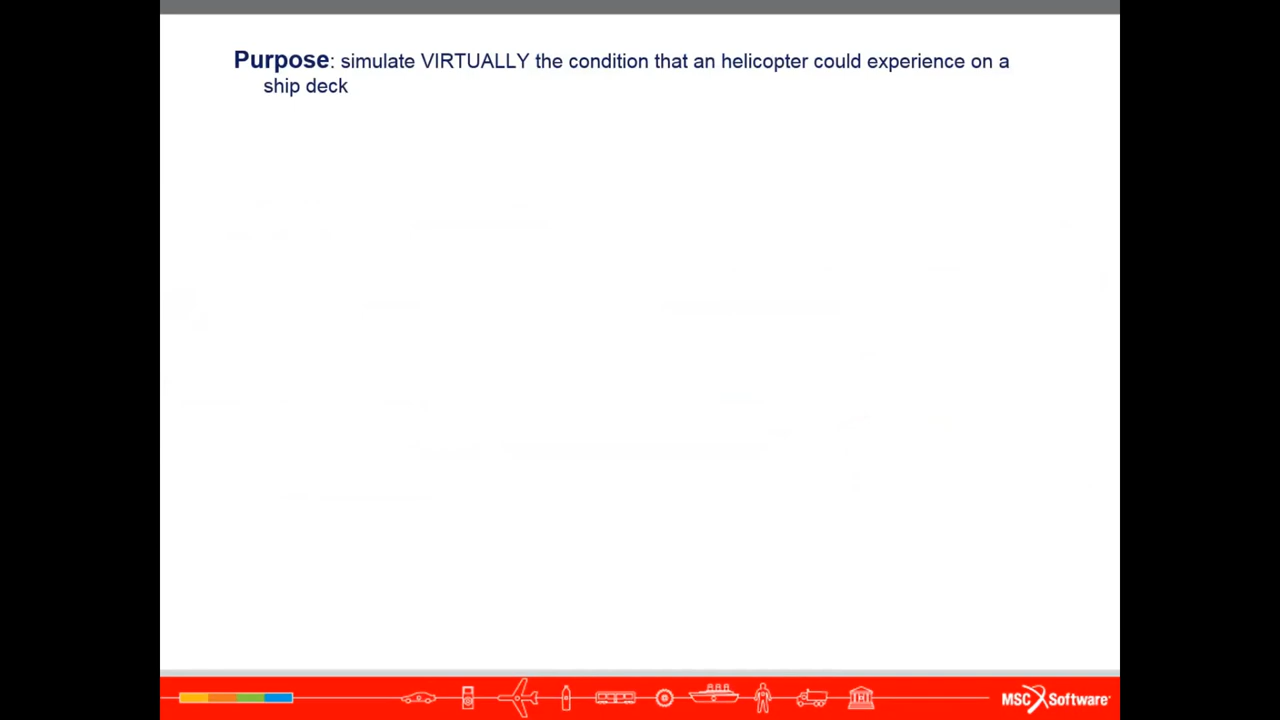 Purpose: simulate VIRTUALLY the condition that an helicopter could experience on a
ship deck
MSC Software